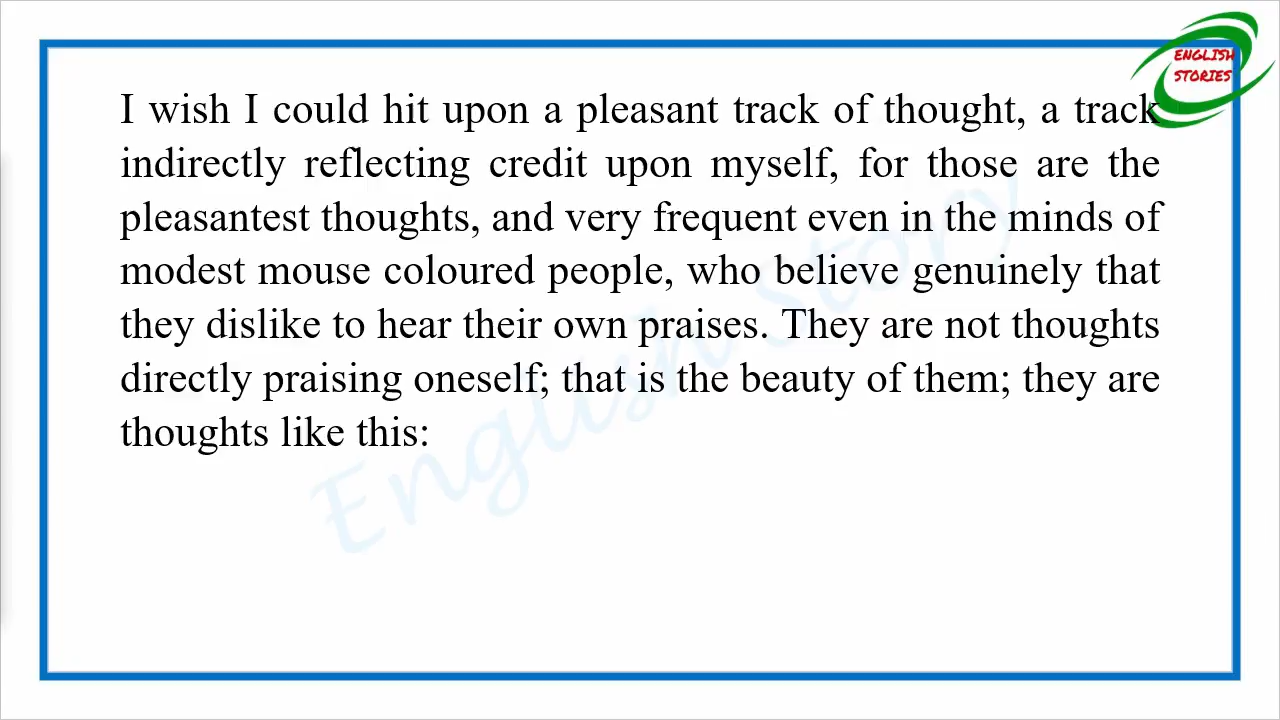 ENGLISH
STORIES
I wish I could hit upon a pleasant track of thought, a track
indirectly reflecting credit upon myself, for those are the
pleasantest thoughts, and very frequent even in the minds of
modest mouse coloured people, who believe genuinely that
they dislike to hear their own praises. They are not thoughts
directly praising oneself; that is the beauty of them; they are
thoughts like this:
English Story